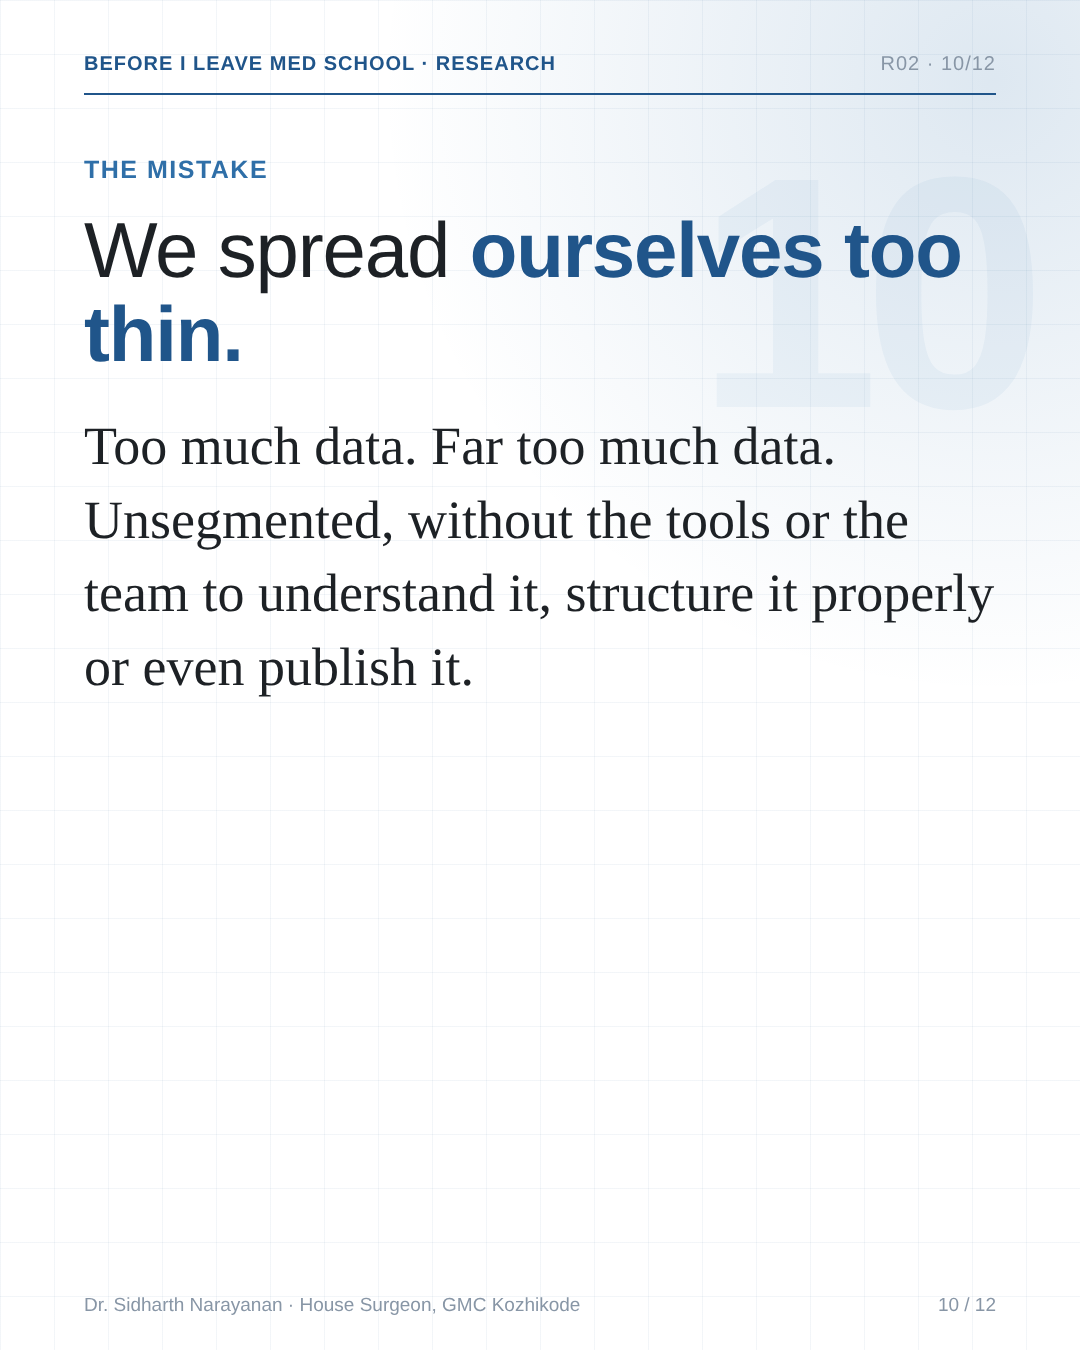 BEFORE I LEAVE MED SCHOOL · RESEARCH
R02 · 10/12
THE MISTAKE
10
We spread ourselves too
thin.
Too much data. Far too much data.
Unsegmented, without the tools or the
team to understand it, structure it properly
or even publish it.
Dr. Sidharth Narayanan · House Surgeon, GMC Kozhikode
10 / 12